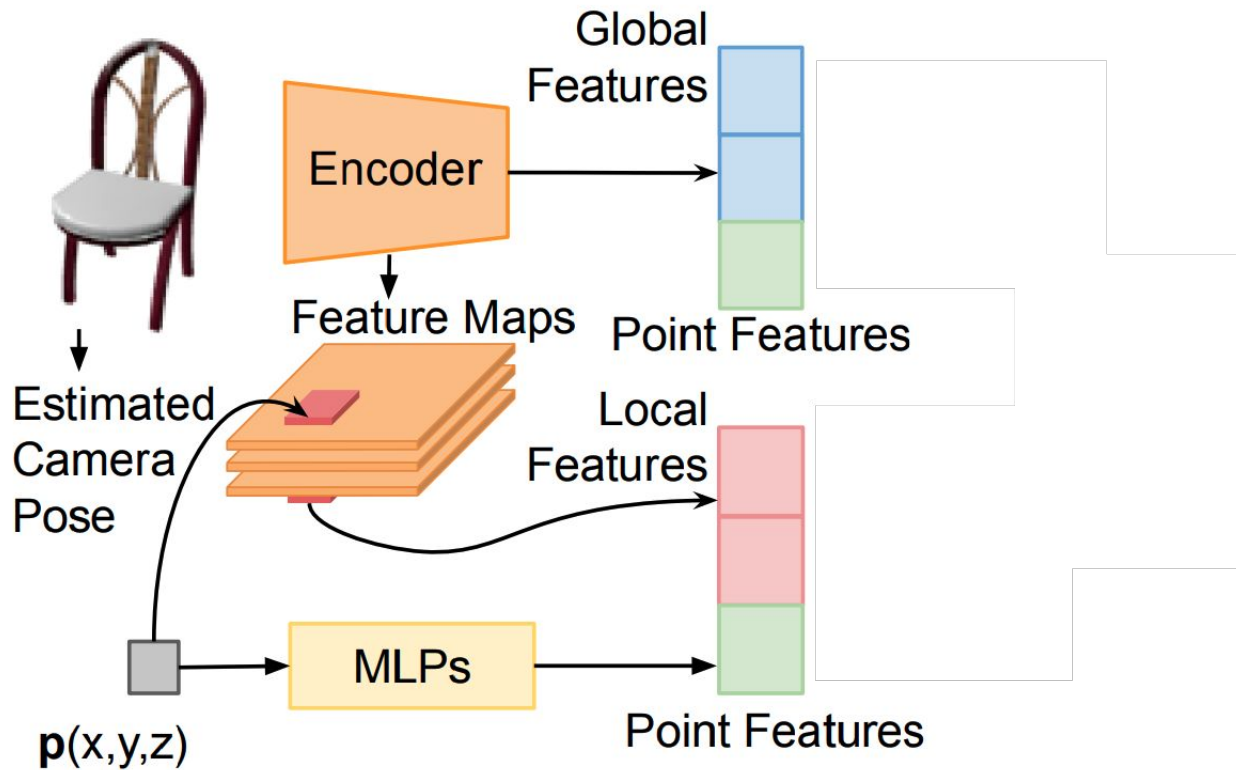 Global
Features
Encoder
Feature Maps
Point Features
Estimated
Camera
Pose
Local
Features
MLPs
p(x,y,z)
Point Features